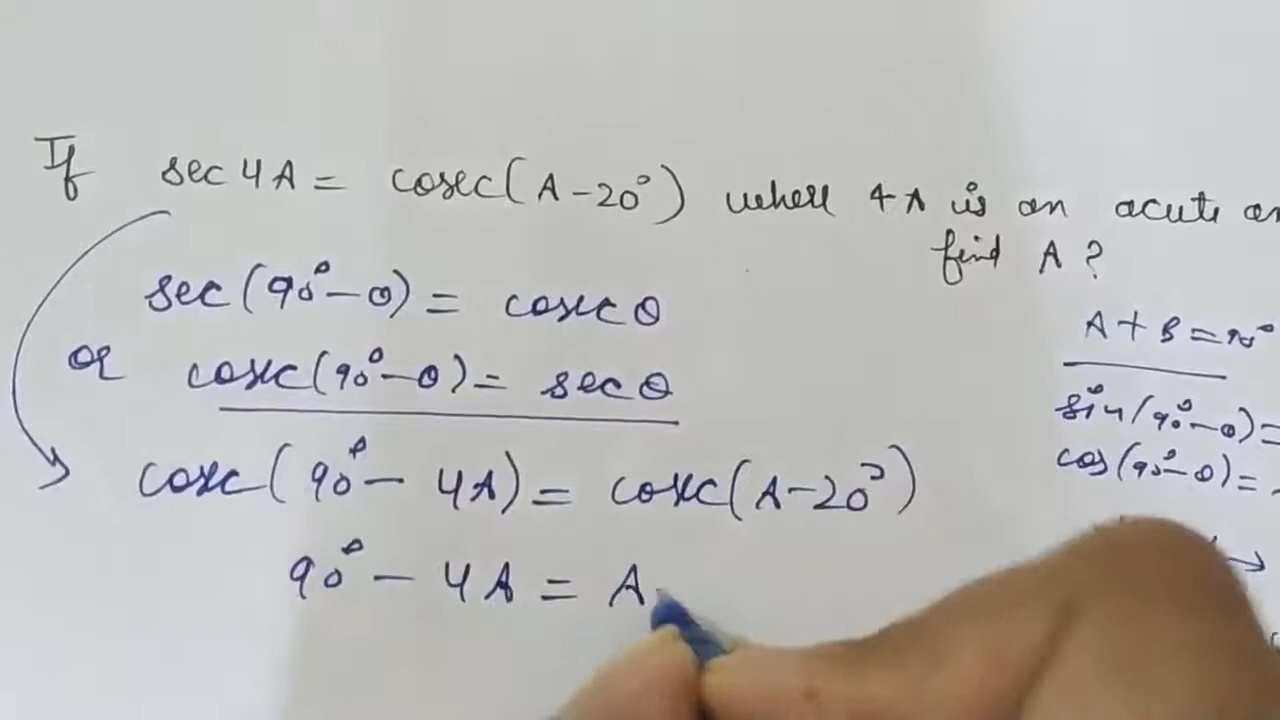 If sec 4A = cosec(A-20°) where 4A is an acute
find A?
sec(90°-θ) = cosec θ
or cosec(90°-θ) = sec θ
cosec(90° - 4A) = cosec(A-20°)
90° - 4A = A
A + B = 90°
sin(90°-θ) =
cos(90°-θ) =
→